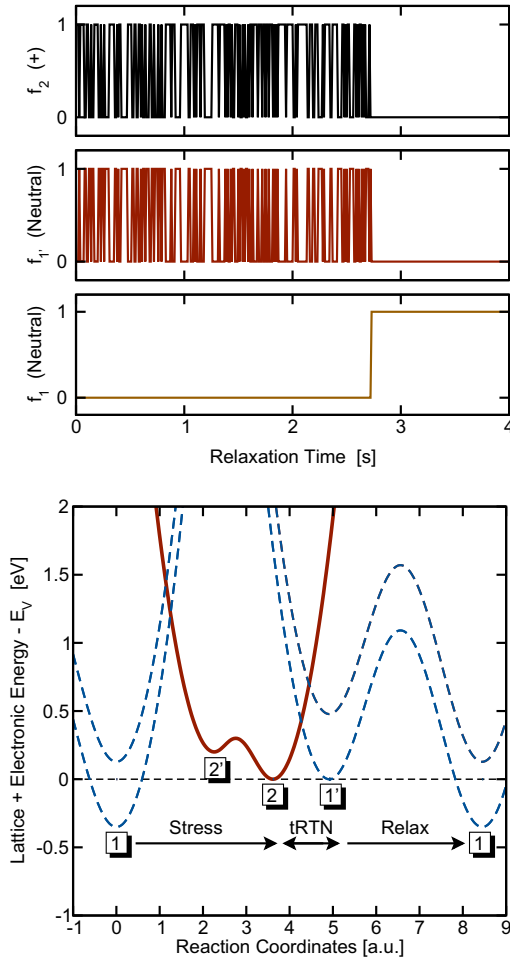 f2 (+)
1
0
f1' (Neutral)
1
0
f1 (Neutral)
1
0
0 1 2 3 4
Relaxation Time [s]
Lattice + Electronic Energy - EV [eV]
2
1.5
1
0.5
0
-0.5
-1
2' 2 1'
1 1
Stress tRTN Relax
-1 0 1 2 3 4 5 6 7 8 9
Reaction Coordinates [a.u.]